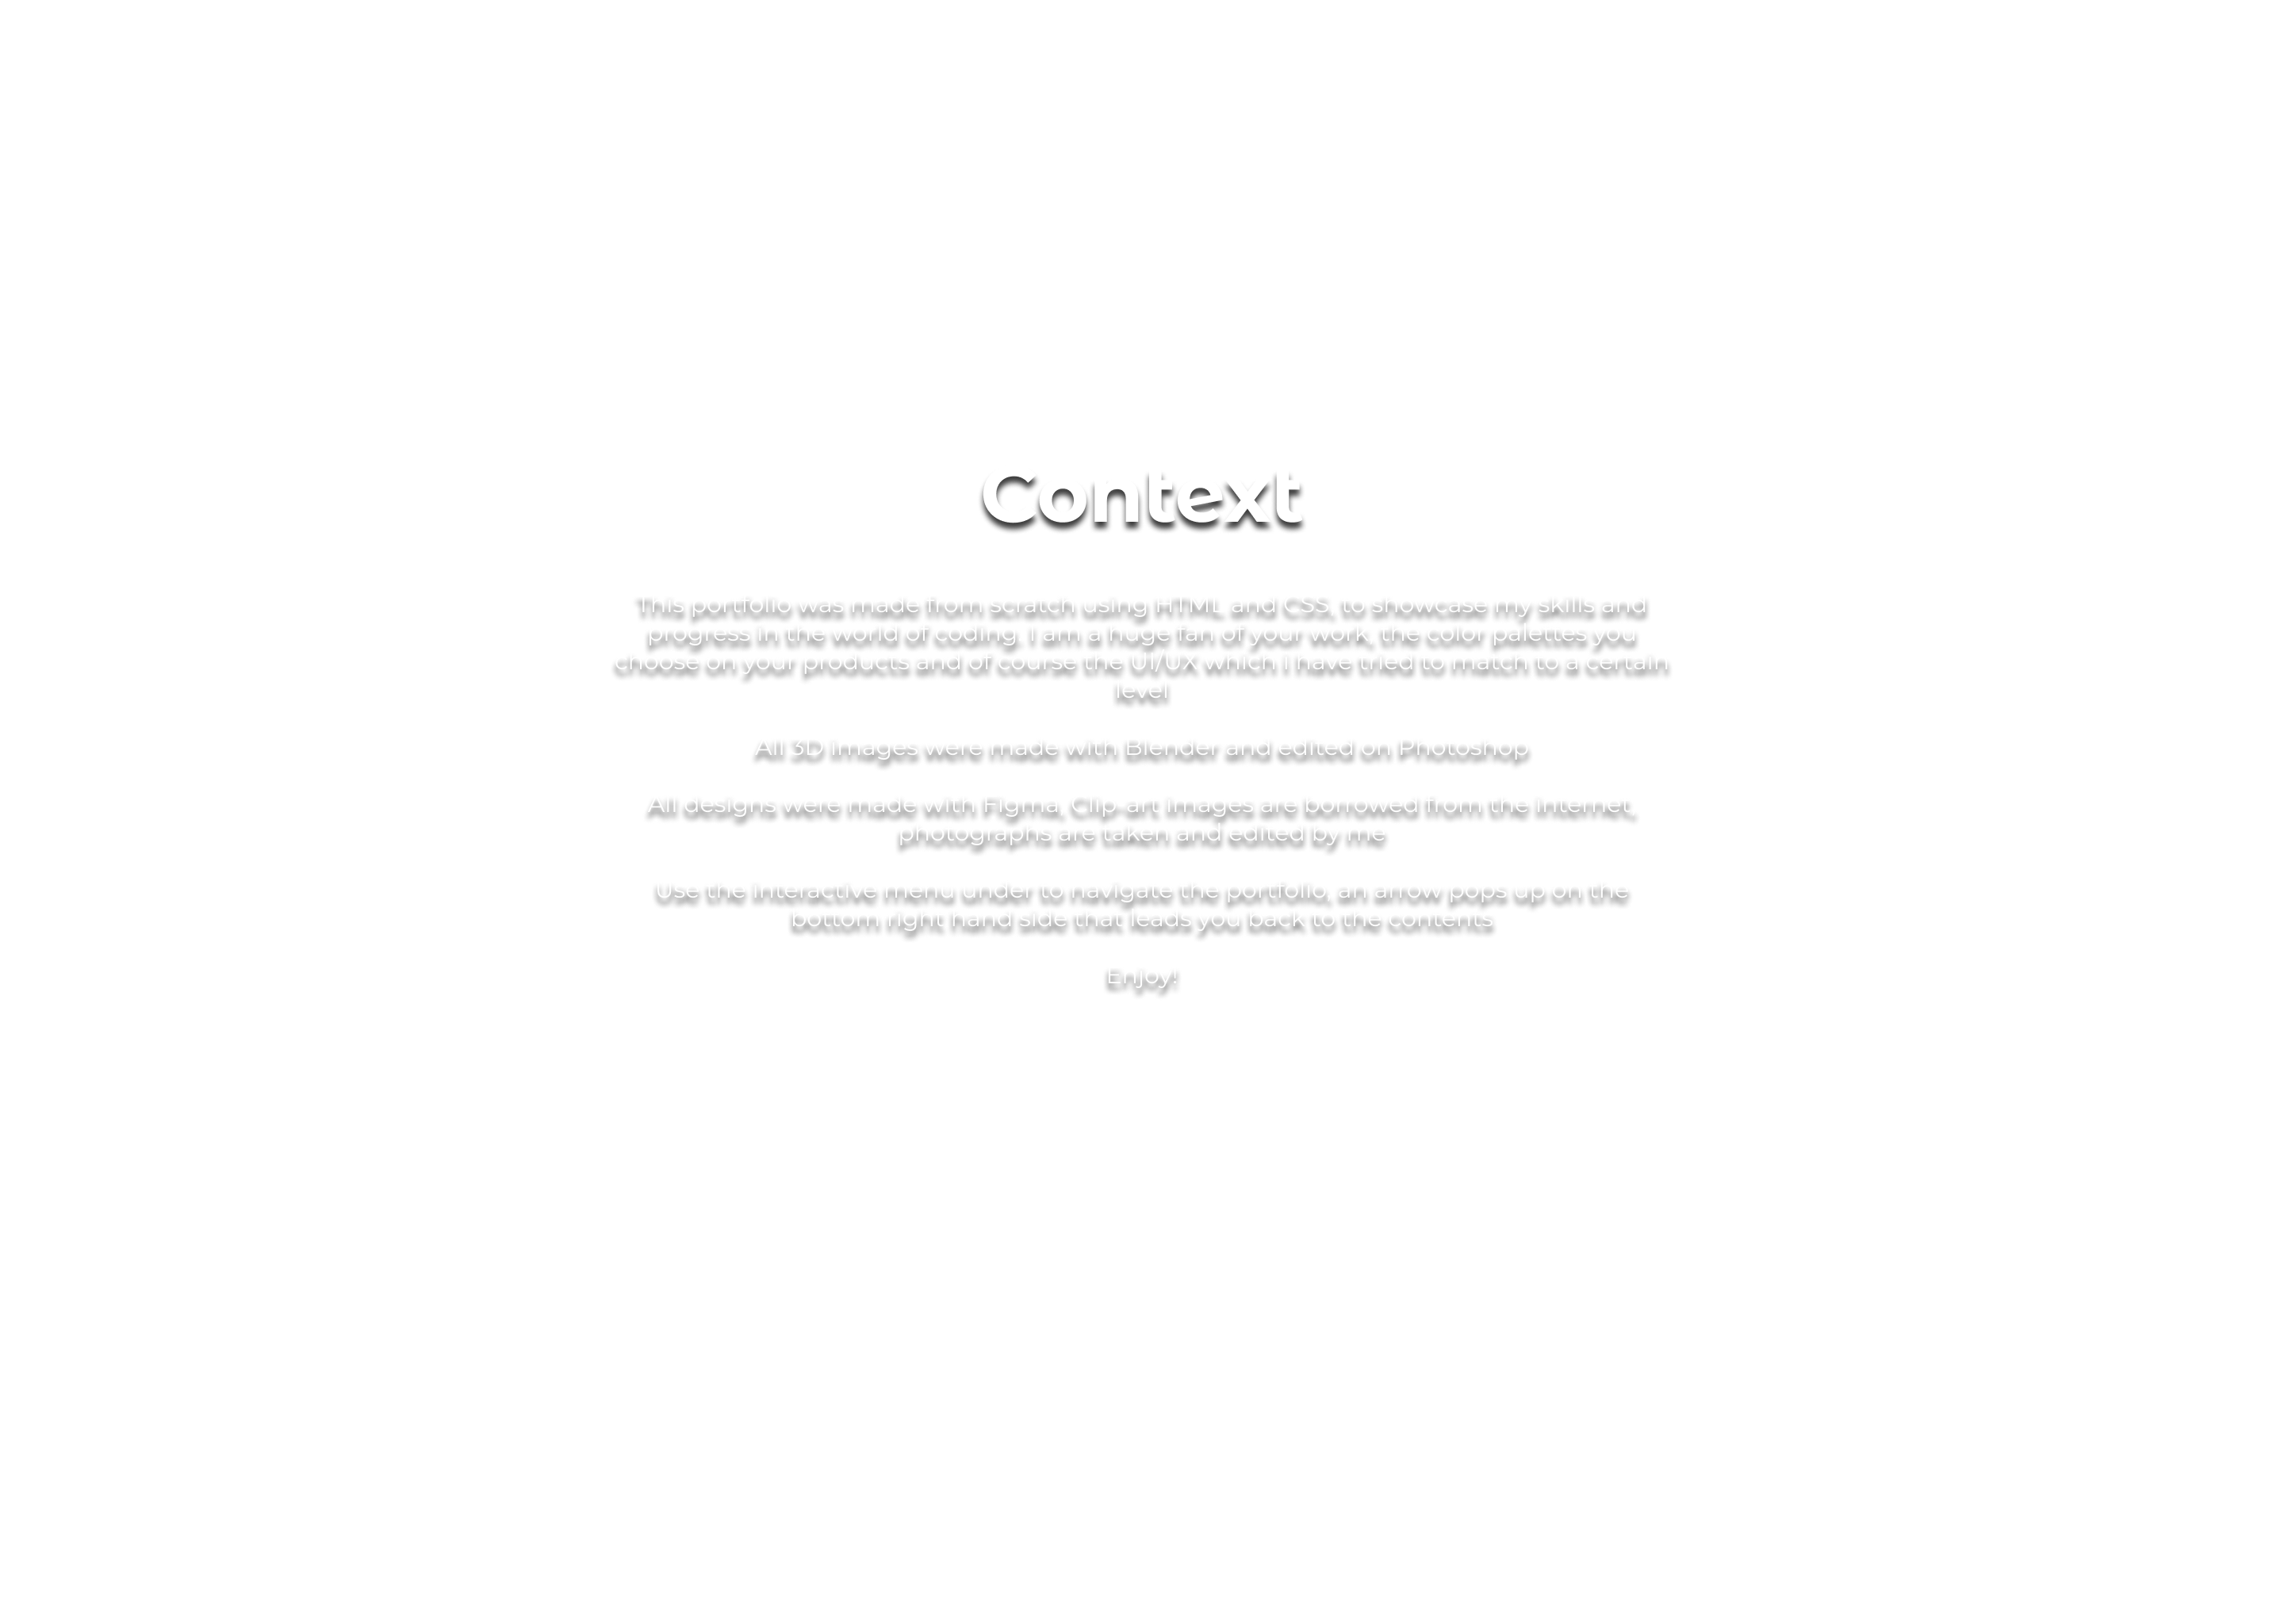 Context
This portfolio was made from scratch using HTML and CSS, to showcase my skills and
progress in the world of coding. I am a huge fan of your work, the color palettes you
choose on your products and of course the UI/UX which i have tried to match to a certain
level
All 3D images were made with Blender and edited on Photoshop
All designs were made with Figma, Clip-art images are borrowed from the internet,
photographs are taken and edited by me
Use the interactive menu under to navigate the portfolio, an arrow pops up on the
bottom right hand side that leads you back to the contents
Enjoy!